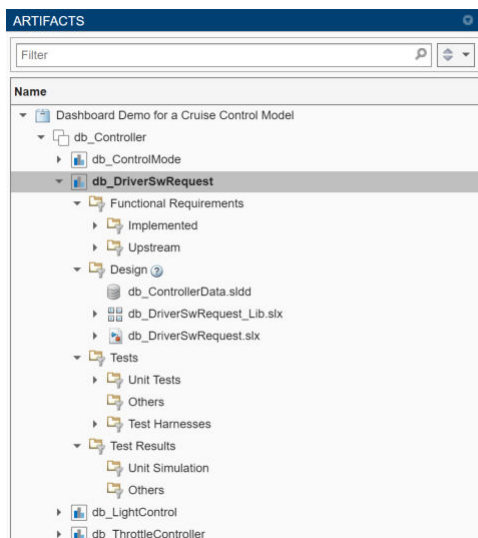 ARTIFACTS
Filter
Name
Dashboard Demo for a Cruise Control Model
db_Controller
db_ControlMode
db_DriverSwRequest
Functional Requirements
Implemented
Upstream
Design
db_ControllerData.sldd
db_DriverSwRequest_Lib.slx
db_DriverSwRequest.slx
Tests
Unit Tests
Others
Test Harnesses
Test Results
Unit Simulation
Others
db_LightControl
db_ThrottleController